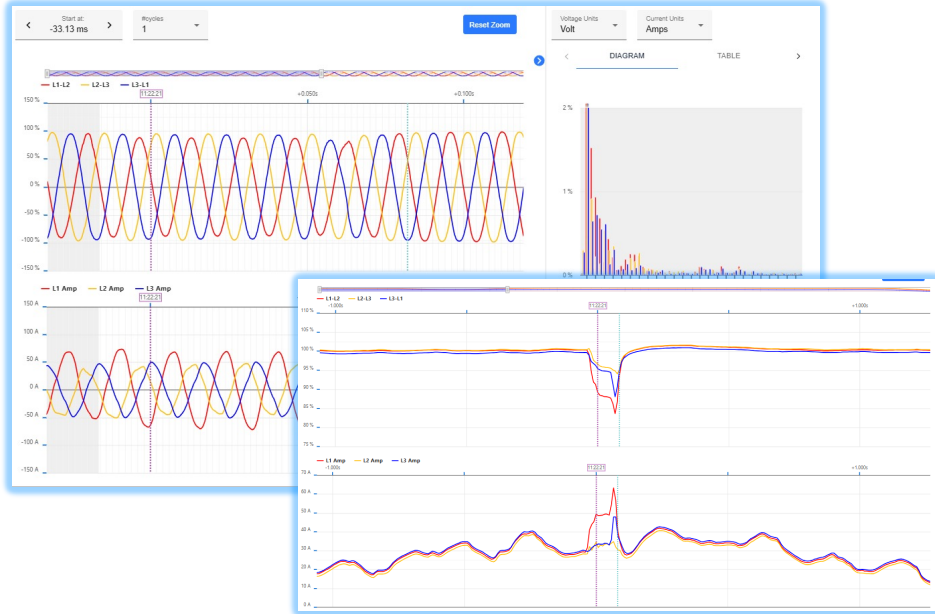 Start at:
-33.13 ms
#cycles
1
Reset Zoom
L1-L2 L2-L3 L3-L1
11:22:21
+0.050s
+0.100s
150 %
100 %
50 %
0 %
-50 %
-100 %
-150 %
L1 Amp L2 Amp L3 Amp
11:22:21
150 A
100 A
50 A
0 A
-50 A
-100 A
-150 A
Voltage Units
Volt
Current Units
Amps
DIAGRAM TABLE
2 %
1 %
0 %
L1-L2 L2-L3 L3-L1
-1.000s
11:22:21
+1.000s
110 %
105 %
100 %
95 %
90 %
85 %
80 %
75 %
L1 Amp L2 Amp L3 Amp
-1.000s
11:22:21
+1.000s
70 A
60 A
50 A
40 A
30 A
20 A
10 A
0 A